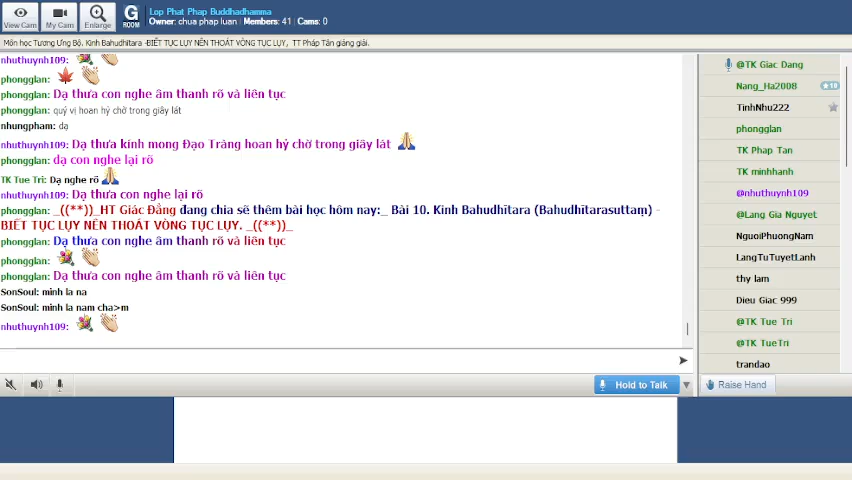 Lop Phat Phap Buddhadhamma
Owner: chua phap luan | Members: 41 | Cams: 0
View Cam
My Cam
Enlarge
G
ROOM
Môn học Tương Ưng Bộ. Kinh Bahudhītara -BIẾT TỤC LỤY NÊN THOÁT VÒNG TỤC LỤY, TT Pháp Tân giảng giải.
nhuthuynh109:
phongglan:
phongglan: Dạ thưa con nghe âm thanh rõ và liên tục
phongglan: quý vị hoan hỷ chờ trong giây lát
nhungpham: dạ
nhuthuynh109: Dạ thưa kính mong Đạo Tràng hoan hỷ chờ trong giây lát
phongglan: dạ con nghe lại rõ
TK Tue Tri: Dạ nghe rõ
nhuthuynh109: Dạ thưa con nghe lại rõ
phongglan: _((**))_HT Giác Đẳng đang chia sẽ thêm bài học hôm nay:_ Bài 10. Kinh Bahudhītara (Bahudhītarasuttaṃ) -
BIẾT TỤC LỤY NÊN THOÁT VÒNG TỤC LỤY. _((**))_
phongglan: Dạ thưa con nghe âm thanh rõ và liên tục
phongglan:
phongglan: Dạ thưa con nghe âm thanh rõ và liên tục
SonSoul: minh la na
SonSoul: minh la nam cha>m
nhuthuynh109:
Hold to Talk
@TK Giac Dang
Nang_Ha2008
18
TinhNhu222
phongglan
TK Phap Tan
TK minhhanh
@nhuthuynh109
@Lang Gia Nguyet
NguoiPhuongNam
LangTuTuyetLanh
thy lam
Dieu Giac 999
@TK Tue Tri
@TK TueTri
trandao
Raise Hand